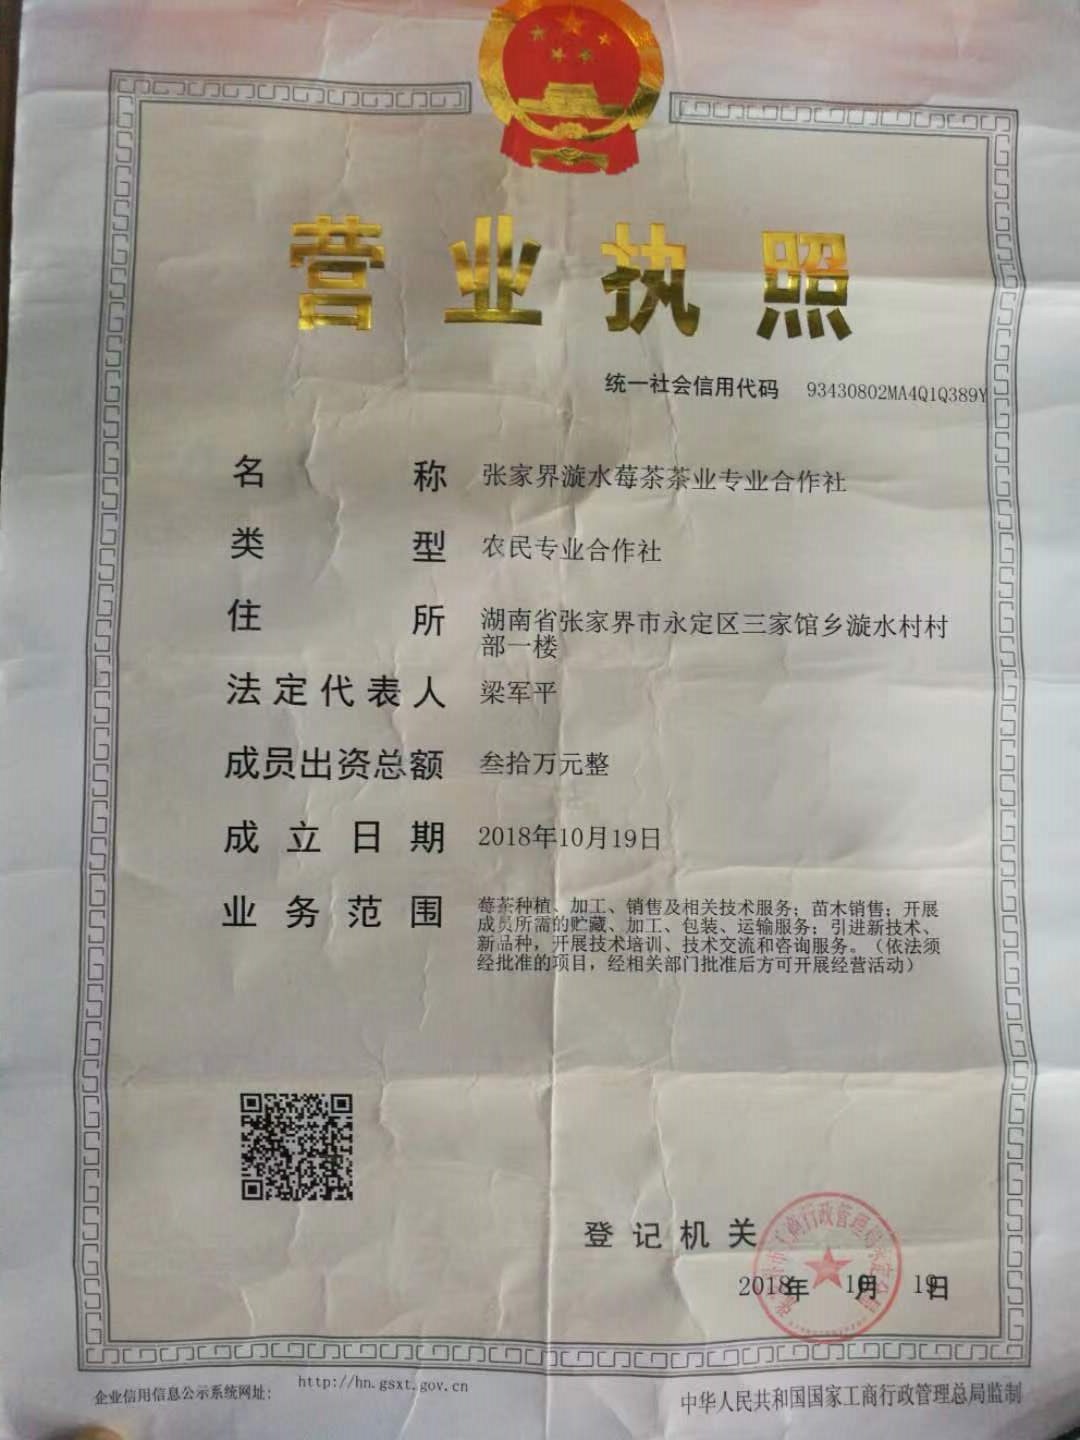 营业执照
统一社会信用代码 93430802MA4Q1Q389Y
名称 张家界漩水莓茶茶业专业合作社
类型 农民专业合作社
住所 湖南省张家界市永定区三家馆乡漩水村村
部一楼
法定代表人 梁军平
成员出资总额 叁拾万元整
成立日期 2018年10月19日
业务范围 莓茶种植、加工、销售及相关技术服务；苗木销售；开展
成员所需的贮藏、加工、包装、运输服务；引进新技术、
新品种，开展技术培训、技术交流和咨询服务。（依法须
经批准的项目，经相关部门批准后方可开展经营活动）
登记机关
工商行政管理局永定分局
2018年 10月 19日
企业信用信息公示系统网址： http://hn.gsxt.gov.cn
中华人民共和国国家工商行政管理总局监制